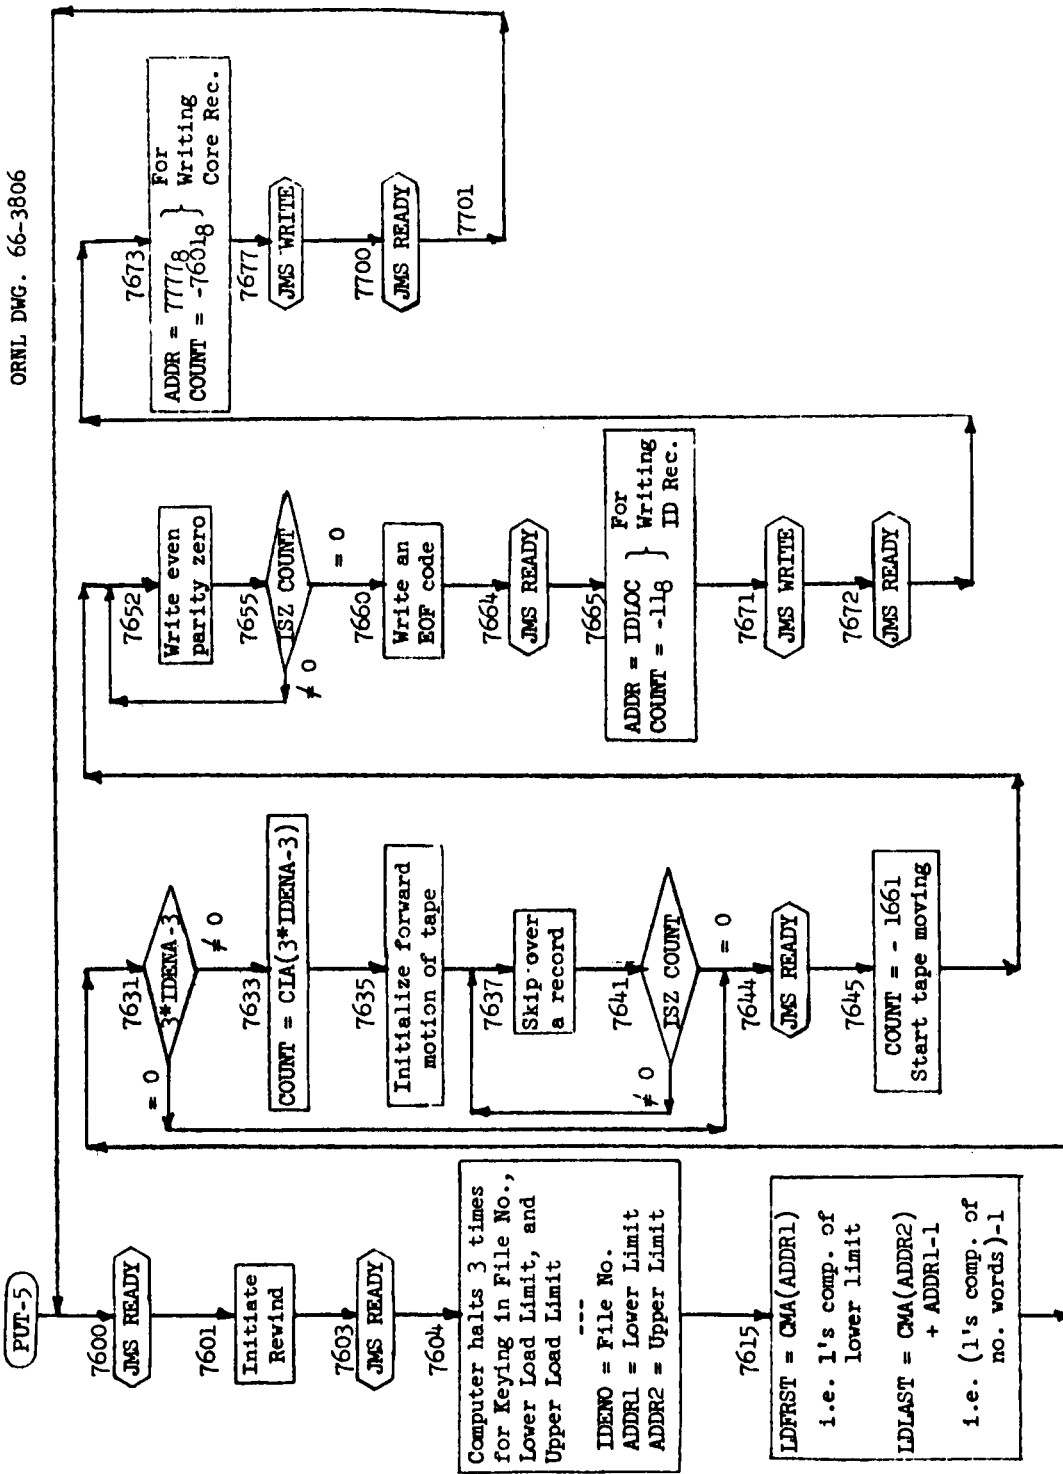 ORNL DWG. 66-3806
PUT-5
7600
JMS READY
7601
Initiate
Rewind
7603
JMS READY
7604
Computer halts 3 times
for Keying in File No.,
Lower Load Limit, and
Upper Load Limit
---
IDENO = File No.
ADDR1 = Lower Limit
ADDR2 = Upper Limit
7615
LDFRST = CMA(ADDR1)
i.e. 1's comp. of
lower limit
LDLAST = CMA(ADDR2)
+ ADDR1-1
i.e. (1's comp. of
no. words)-1
7631
3*IDENA-3
= 0
≠ 0
7633
COUNT = CIA(3*IDENA-3)
7635
Initialize forward
motion of tape
7637
Skip over
a record
7641
ISZ COUNT
≠ 0
= 0
7644
JMS READY
7645
COUNT = - 1661
Start tape moving
7652
Write even
parity zero
7655
ISZ COUNT
≠ 0
= 0
7660
Write an
EOF code
7664
JMS READY
7665
ADDR = IDLOC } For
COUNT = -11₈ } Writing
ID Rec.
7671
JMS WRITE
7672
JMS READY
7673
ADDR = 7777₈ } For
COUNT = -7601₈ } Writing
Core Rec.
7677
JMS WRITE
7700
JMS READY
7701